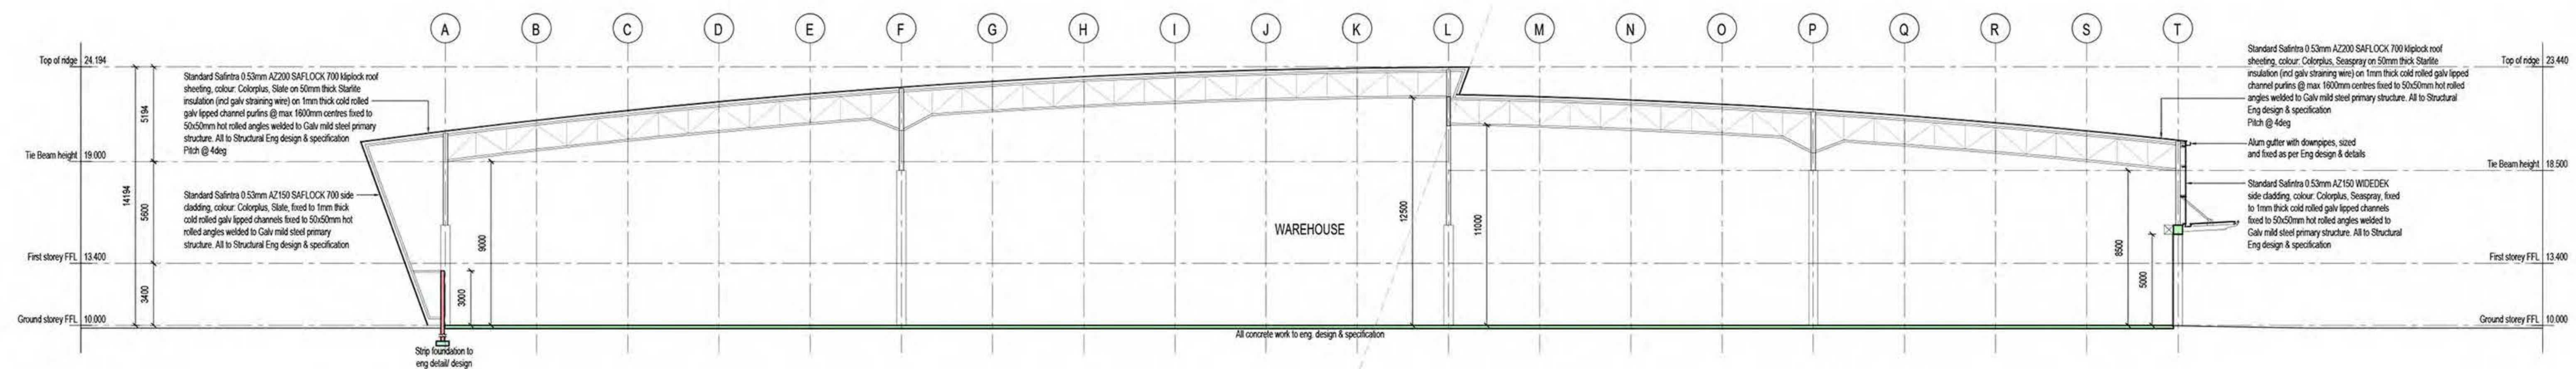 A B C D E F G H I J K L M N O P Q R S T
Top of ridge 24.194
Standard Safintra 0.53mm AZ200 SAFLOCK 700 kliplock roof
sheeting, colour: Colorplus, Slate on 50mm thick Starlite
insulation (incl galv straining wire) on 1mm thick cold rolled
galv lipped channel purlins @ max 1600mm centres fixed to
50x50mm hot rolled angles welded to Galv mild steel primary
structure. All to Structural Eng design & specification
Pitch @ 4deg
5194
Tie Beam height 19.000
14194
5600
Standard Safintra 0.53mm AZ150 SAFLOCK 700 side
cladding, colour: Colorplus, Slate, fixed to 1mm thick
cold rolled galv lipped channels fixed to 50x50mm hot
rolled angles welded to Galv mild steel primary
structure. All to Structural Eng design & specification
First storey FFL 13.400
3400
Ground storey FFL 10.000
3000
9000
Strip foundation to
eng detail/ design
WAREHOUSE
12500
11000
All concrete work to eng. design & specification
8500
5000
Standard Safintra 0.53mm AZ200 SAFLOCK 700 kliplock roof
sheeting, colour: Colorplus, Seaspray on 50mm thick Starlite
insulation (incl galv straining wire) on 1mm thick cold rolled galv lipped
channel purlins @ max 1600mm centres fixed to 50x50mm hot rolled
angles welded to Galv mild steel primary structure. All to Structural
Eng design & specification
Pitch @ 4deg
Alum gutter with downpipes, sized
and fixed as per Eng design & details
Standard Safintra 0.53mm AZ150 WIDEDEK
side cladding, colour: Colorplus, Seaspray, fixed
to 1mm thick cold rolled galv lipped channels
fixed to 50x50mm hot rolled angles welded to
Galv mild steel primary structure. All to Structural
Eng design & specification
Top of ridge 23.440
Tie Beam height 18.500
First storey FFL 13.400
Ground storey FFL 10.000